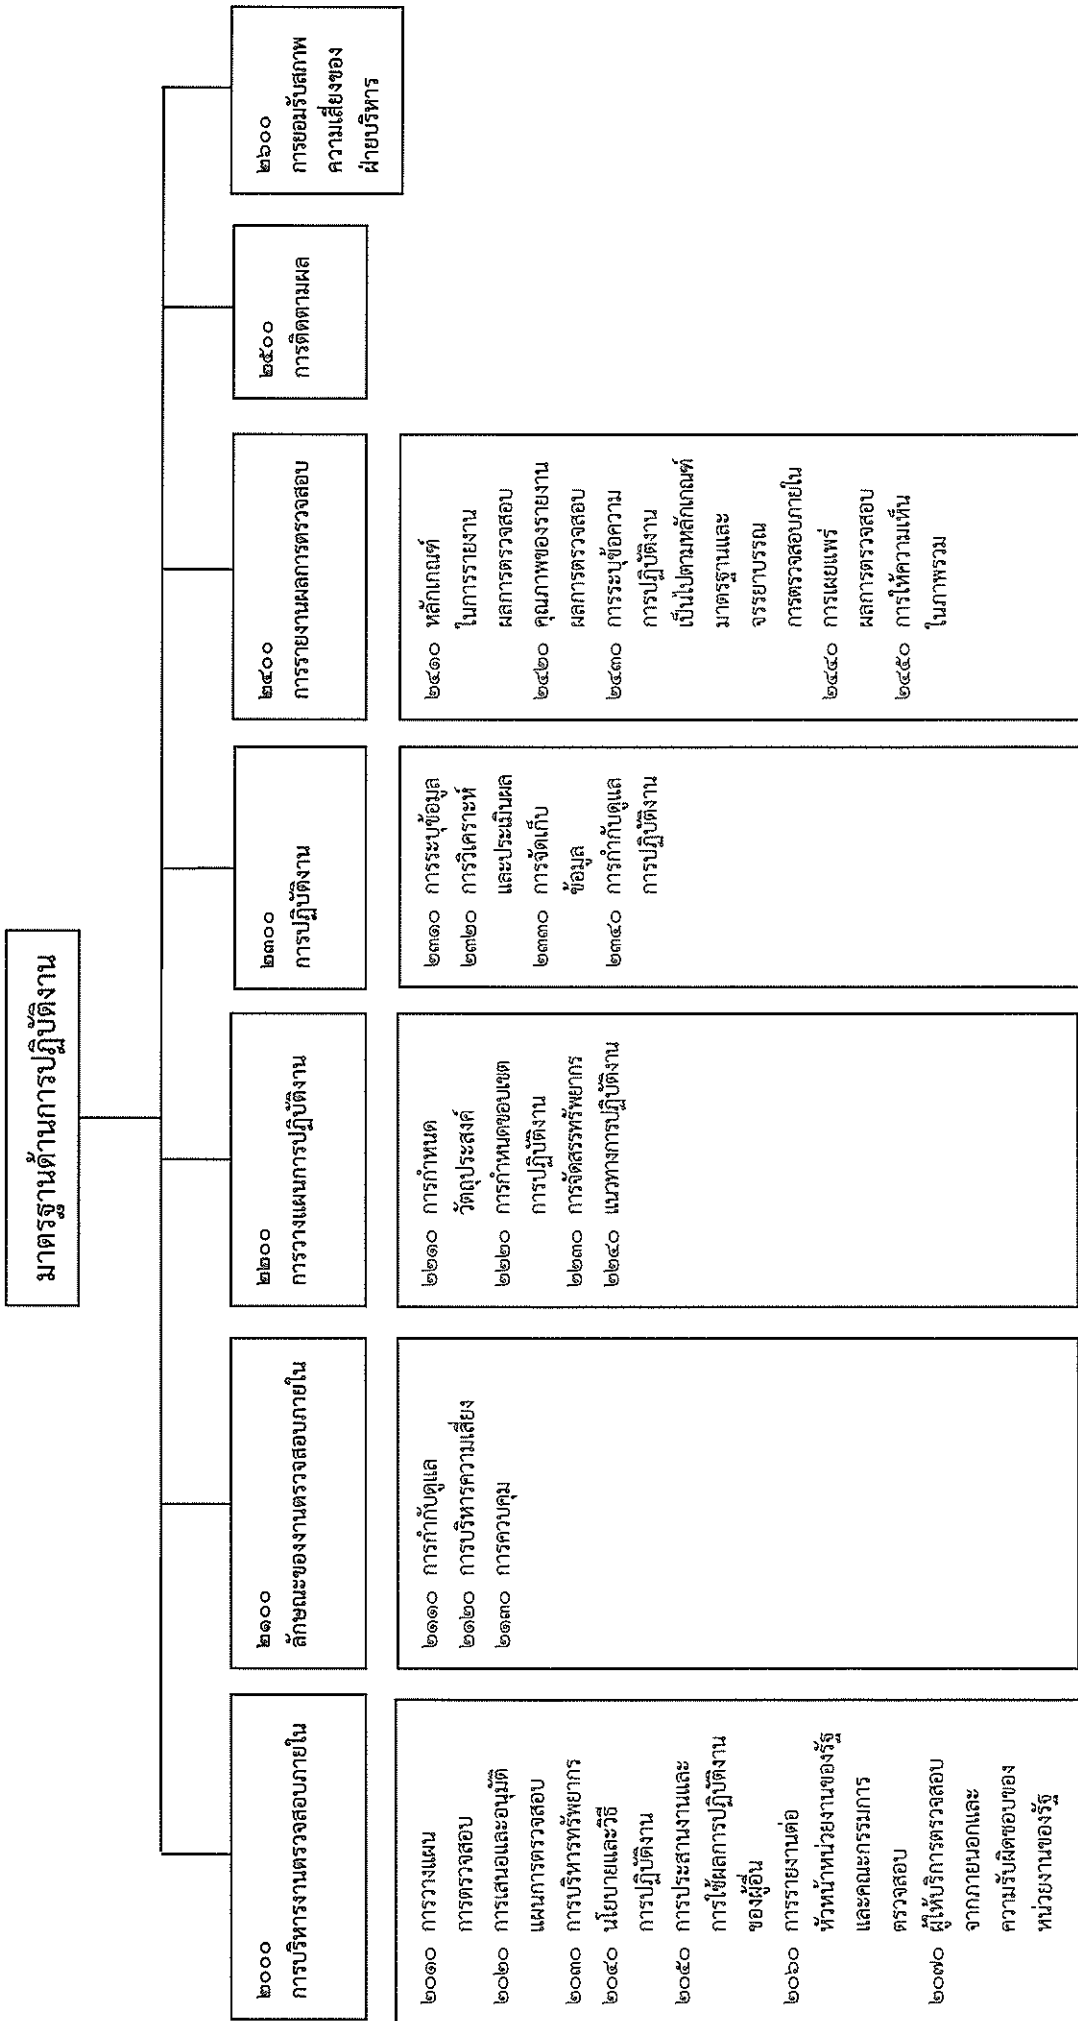 มาตรฐานด้านการปฏิบัติงาน
๒๐๐๐
การบริหารงานตรวจสอบภายใน
๒๐๑๐ การวางแผน
การตรวจสอบ
๒๐๒๐ การเสนอและอนุมัติ
แผนการตรวจสอบ
๒๐๓๐ การบริหารทรัพยากร
๒๐๔๐ นโยบายและวิธี
การปฏิบัติงาน
๒๐๕๐ การประสานงานและ
การใช้ผลการปฏิบัติงาน
ของผู้อื่น
๒๐๖๐ การรายงานต่อ
หัวหน้าหน่วยงานของรัฐ
และคณะกรรมการ
ตรวจสอบ
๒๐๗๐ ผู้ให้บริการตรวจสอบ
จากภายนอกและ
ความรับผิดชอบของ
หน่วยงานของรัฐ
๒๑๐๐
ลักษณะของงานตรวจสอบภายใน
๒๑๑๐ การกำกับดูแล
๒๑๒๐ การบริหารความเสี่ยง
๒๑๓๐ การควบคุม
๒๒๐๐
การวางแผนการปฏิบัติงาน
๒๒๑๐ การกำหนด
วัตถุประสงค์
๒๒๒๐ การกำหนดขอบเขต
การปฏิบัติงาน
๒๒๓๐ การจัดสรรทรัพยากร
๒๒๔๐ แนวทางการปฏิบัติงาน
๒๓๐๐
การปฏิบัติงาน
๒๓๑๐ การระบุข้อมูล
๒๓๒๐ การวิเคราะห์
และประเมินผล
๒๓๓๐ การจัดเก็บ
ข้อมูล
๒๓๔๐ การกำกับดูแล
การปฏิบัติงาน
๒๔๐๐
การรายงานผลการตรวจสอบ
๒๔๑๐ หลักเกณฑ์
ในการรายงาน
ผลการตรวจสอบ
๒๔๒๐ คุณภาพของรายงาน
ผลการตรวจสอบ
๒๔๓๐ การระบุข้อความ
การปฏิบัติงาน
เป็นไปตามหลักเกณฑ์
มาตรฐานและ
จรรยาบรรณ
การตรวจสอบภายใน
๒๔๔๐ การเผยแพร่
ผลการตรวจสอบ
๒๔๕๐ การให้ความเห็น
ในภาพรวม
๒๕๐๐
การติดตามผล
๒๖๐๐
การยอมรับสภาพ
ความเสี่ยงของ
ฝ่ายบริหาร